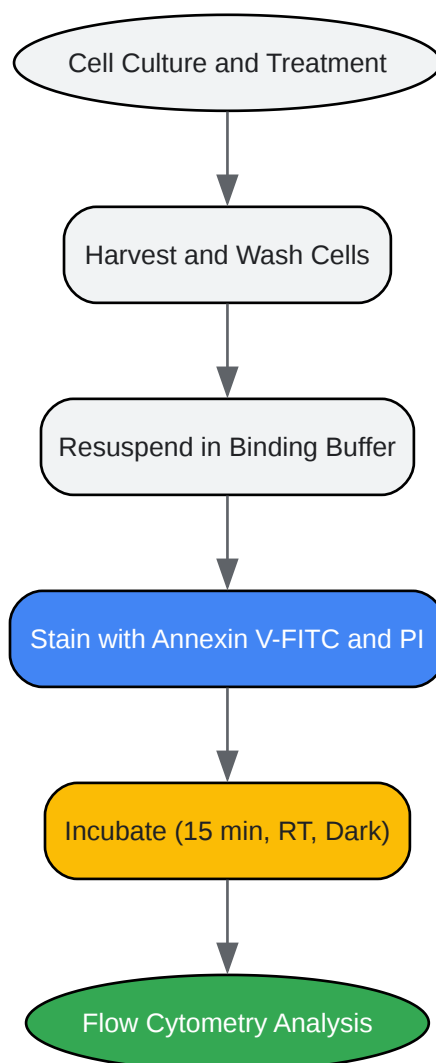 Cell Culture and Treatment
Harvest and Wash Cells
Resuspend in Binding Buffer
Stain with Annexin V-FITC and PI
Incubate (15 min, RT, Dark)
Flow Cytometry Analysis